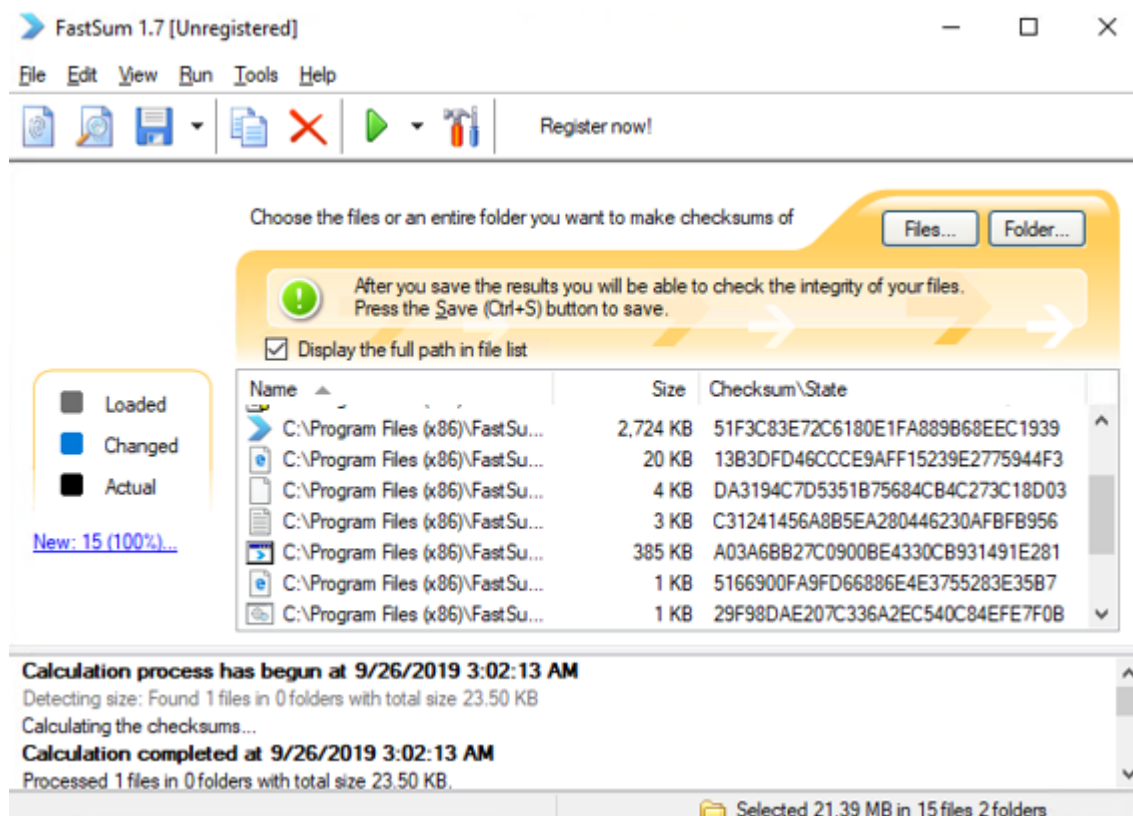 FastSum 1.7 [Unregistered]
File Edit View Run Tools Help
Register now!
Choose the files or an entire folder you want to make checksums of
Files... Folder...
After you save the results you will be able to check the integrity of your files.
Press the Save (Ctrl+S) button to save.
Display the full path in file list
Loaded
Changed
Actual
New: 15 (100%)...
Name Size Checksum\State
C:\Program Files (x86)\FastSu... 2,724 KB 51F3C83E72C6180E1FA889B68EEC1939
C:\Program Files (x86)\FastSu... 20 KB 13B3DFD46CCCE9AFF15239E2775944F3
C:\Program Files (x86)\FastSu... 4 KB DA3194C7D5351B75684CB4C273C18D03
C:\Program Files (x86)\FastSu... 3 KB C31241456A8B5EA280446230AFBFB956
C:\Program Files (x86)\FastSu... 385 KB A03A6BB27C0900BE4330CB931491E281
C:\Program Files (x86)\FastSu... 1 KB 5166900FA9FD66886E4E3755283E35B7
C:\Program Files (x86)\FastSu... 1 KB 29F98DAE207C336A2EC540C84EFE7F0B
Calculation process has begun at 9/26/2019 3:02:13 AM
Detecting size: Found 1 files in 0 folders with total size 23.50 KB
Calculating the checksums...
Calculation completed at 9/26/2019 3:02:13 AM
Processed 1 files in 0 folders with total size 23.50 KB.
Selected 21.39 MB in 15 files 2 folders